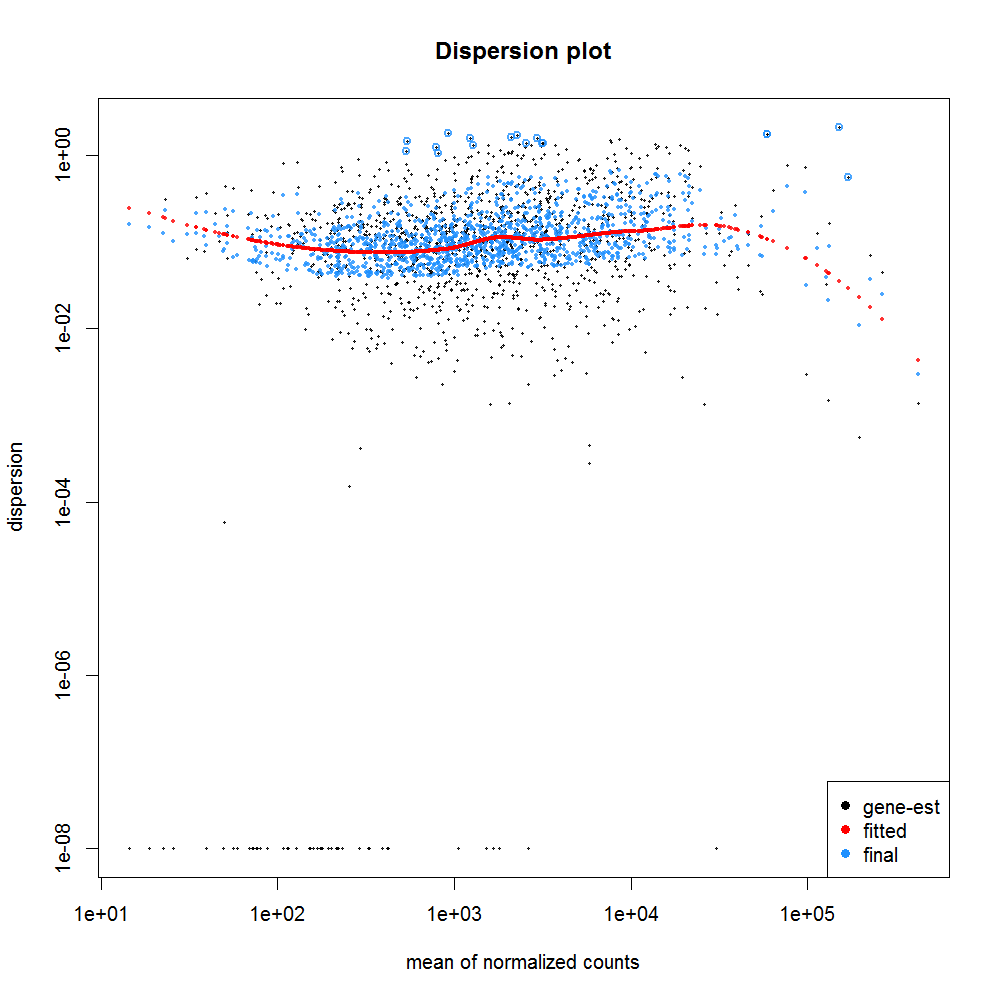 Dispersion plot
dispersion
1e+00
1e-02
1e-04
1e-06
1e-08
gene-est
fitted
final
1e+01 1e+02 1e+03 1e+04 1e+05
mean of normalized counts